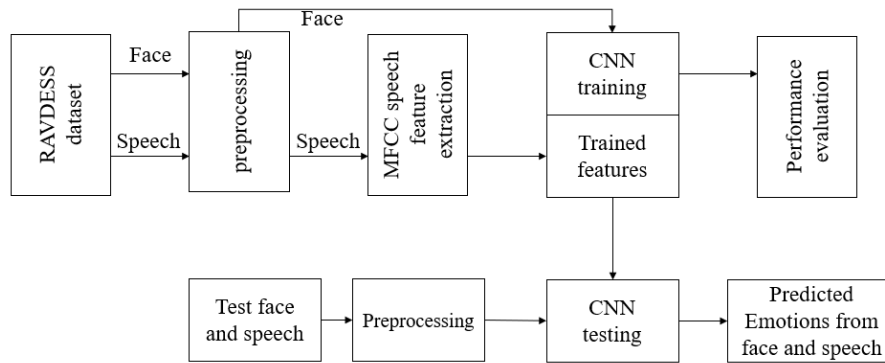 Face
RAVDESS
dataset
Face
Speech
preprocessing
Speech
MFCC speech
feature
extraction
CNN
training
Trained
features
Performance
evaluation
Test face
and speech
Preprocessing
CNN
testing
Predicted
Emotions from
face and speech